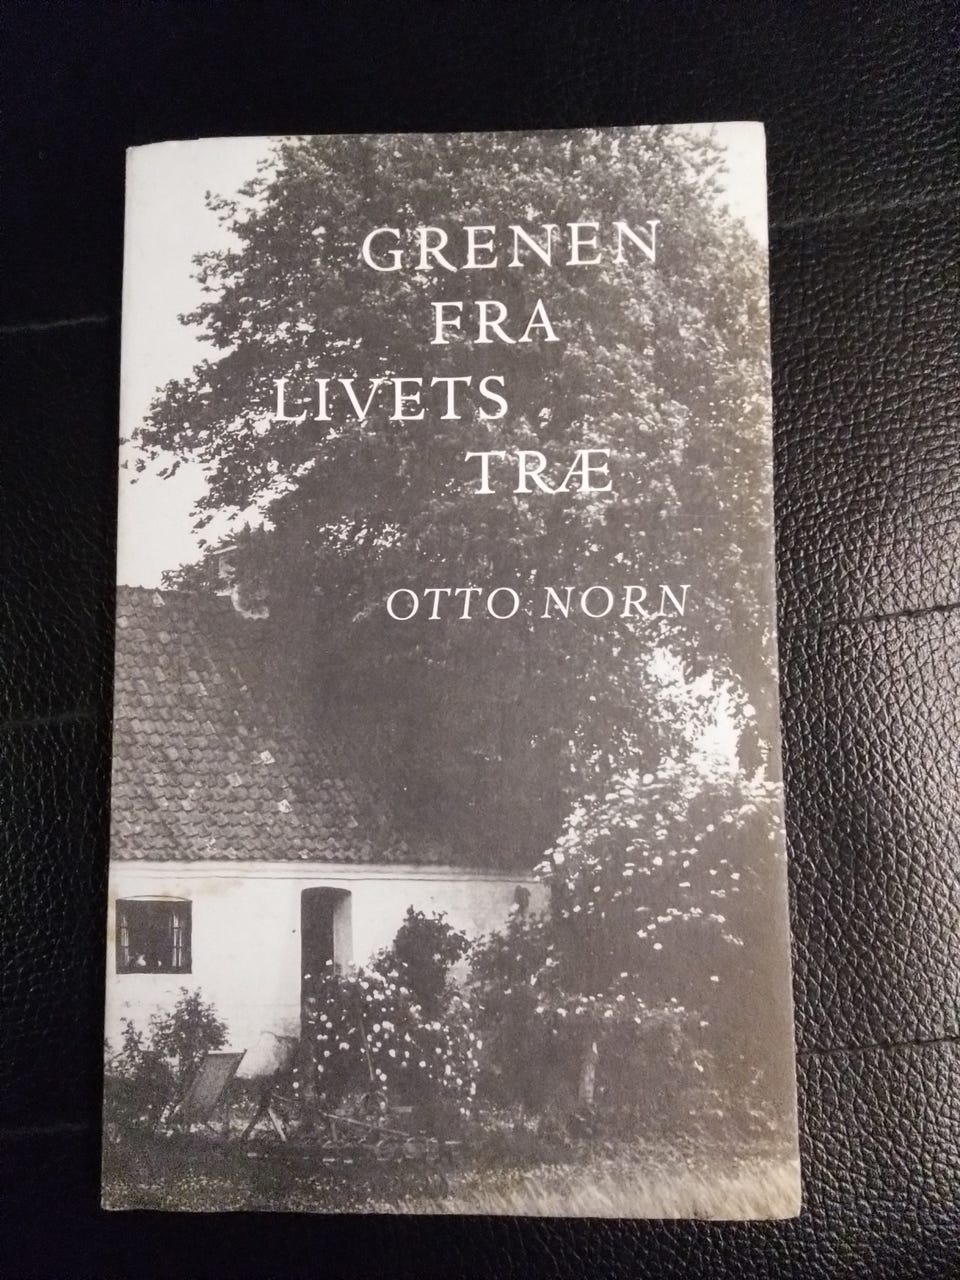 GRENEN
FRA
LIVETS
TRÆ
OTTO NORN